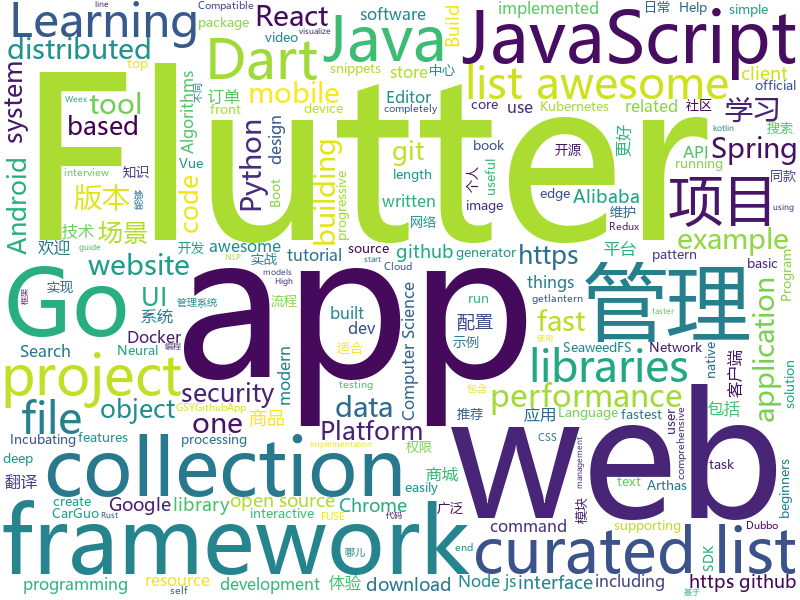 Learning
distributed
system
Dart
Java
React
video
software
snippets
store
mobile
implemented
Compatible
line
visualize
package
Build
JavaScript
list awesome
日常
Help
simple
top
client
official
不同
订单
front
Algorithms
device
中心
Editor
core
completely
use
Kubernetes
related
社区
学习
搜索
tool
based
Android
interview
Flutter
Python
design
building
git
length
written
Vue
知识
code
版本
场景
技术
欢迎
维护
guide
NLP
Boot
progressive
image
book
useful
edge
个人
开源
更好
API
running
Redux
kotlin
using
Spring
项目
同款
Alibaba
pattern
example
basic
awesome
开发
实战
tutorial
source
github
网络
https
things
generator
平台
Go
website
UI
系统
实现
Cloud
models
High
start
流程
built
run
dev
配置
getlantern
示例
SeaweedFS
管理
客户端
Program
application
native
fast
Docker
框架
管理系统
Search
Neural
编程
适合
modern
Computer Science
app
web
Network
faster
solution
libraries
使用
fastest
project
security
object
one
商品
GSYGithubApp
data
testing
包含
推荐
应用
Language
performance
user
包括
file
Incubating
features
processing
Platform
权限
implementation
CSS
text
Arthas
management
comprehensive
task
翻译
deep
collection
商城
easily
广泛
模块
supporting
beginners
create
CarGuo
Google
library
open source
interactive
Chrome
FUSE
command
SDK
Dubbo
framework
Rust
代码
curated list
programming
resource
self
development
体验
哪儿
download
end
Node js
interface
基于
including
https github